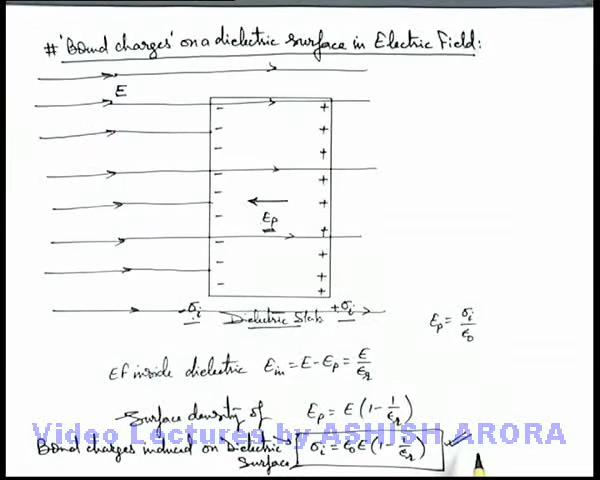 # 'Bond charges' on a dielectric surface in Electric Field:
E
- +
- +
- +
- +
- +
- +
- +
- +
- +
- +
Ep
-σi Dielectric Slab +σi
Ep = σi/ε0
EF inside dielectric Ein = E - Ep = E/εr
Surface density of Ep = E(1 - 1/εr)
Video Lectures by ASHISH ARORA
Bond charges induced on Dielectric Surface → σi = ε0E(1 - 1/εr)